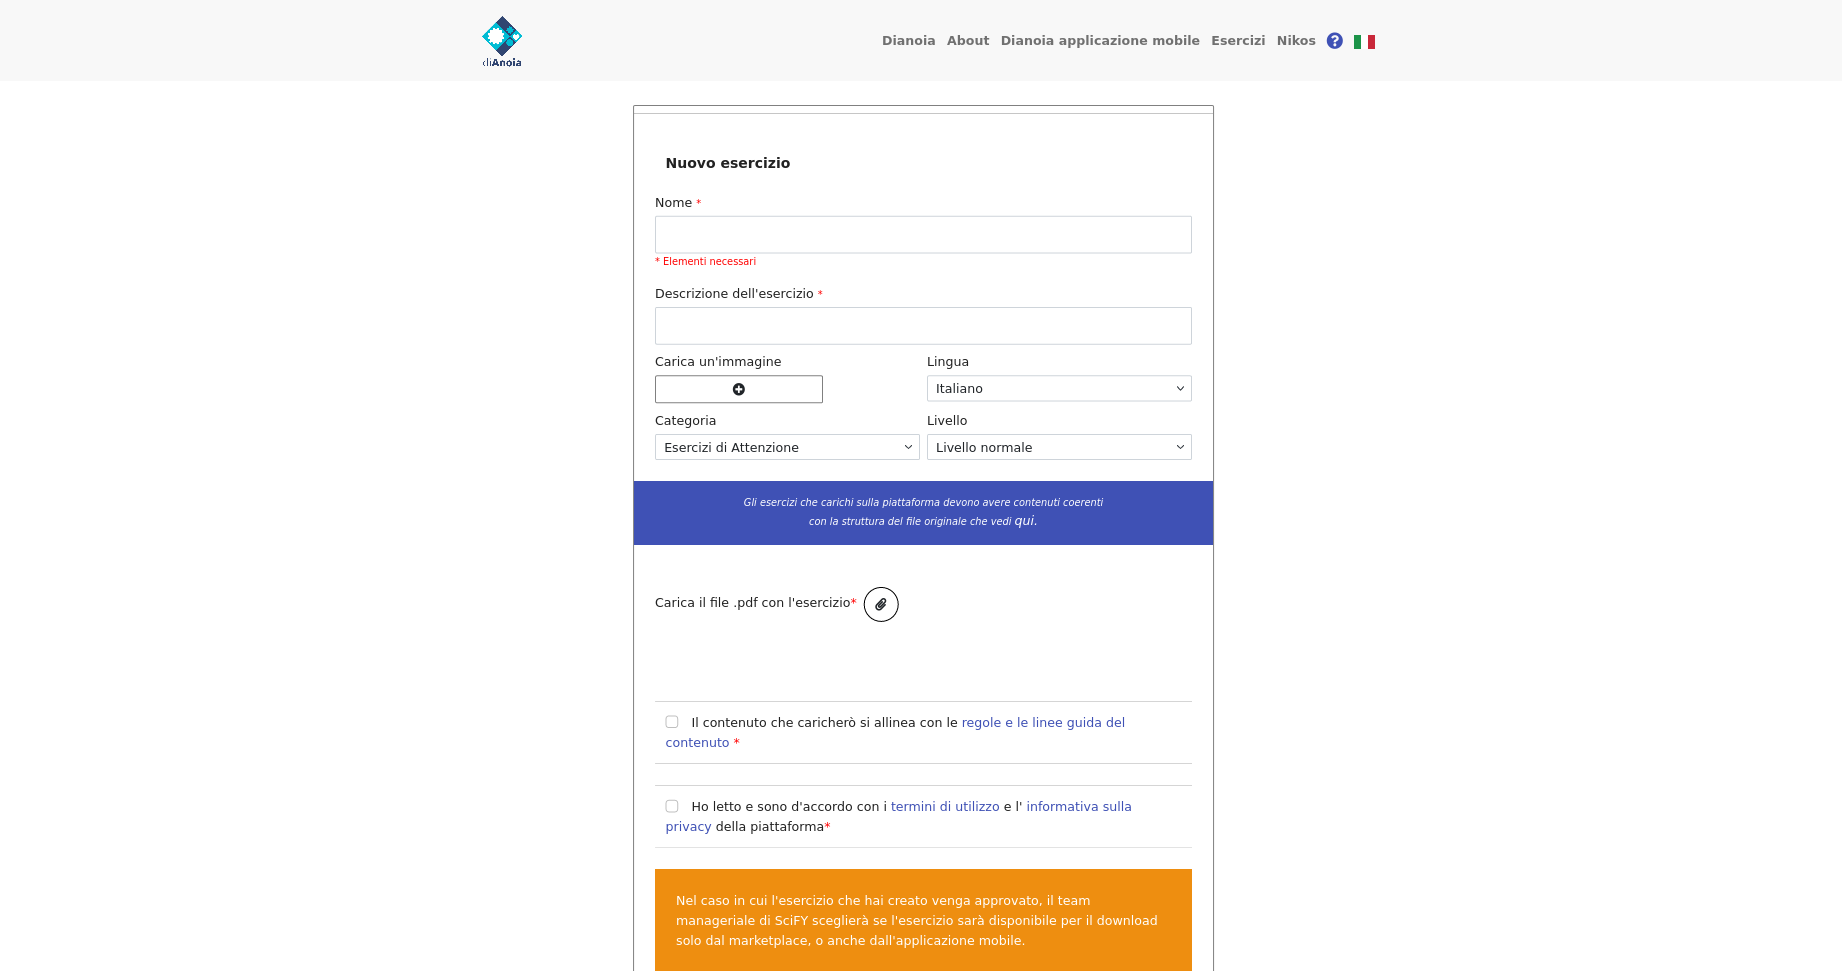 diAnoia
Dianoia About Dianoia applicazione mobile Esercizi Nikos ?
Nuovo esercizio
Nome *
* Elementi necessari
Descrizione dell'esercizio *
Carica un'immagine
Lingua
Italiano
Categoria
Livello
Esercizi di Attenzione
Livello normale
Gli esercizi che carichi sulla piattaforma devono avere contenuti coerenti
con la struttura del file originale che vedi qui.
Carica il file .pdf con l'esercizio*
Il contenuto che caricherò si allinea con le regole e le linee guida del
contenuto *
Ho letto e sono d'accordo con i termini di utilizzo e l' informativa sulla
privacy della piattaforma*
Nel caso in cui l'esercizio che hai creato venga approvato, il team
manageriale di SciFY sceglierà se l'esercizio sarà disponibile per il download
solo dal marketplace, o anche dall'applicazione mobile.